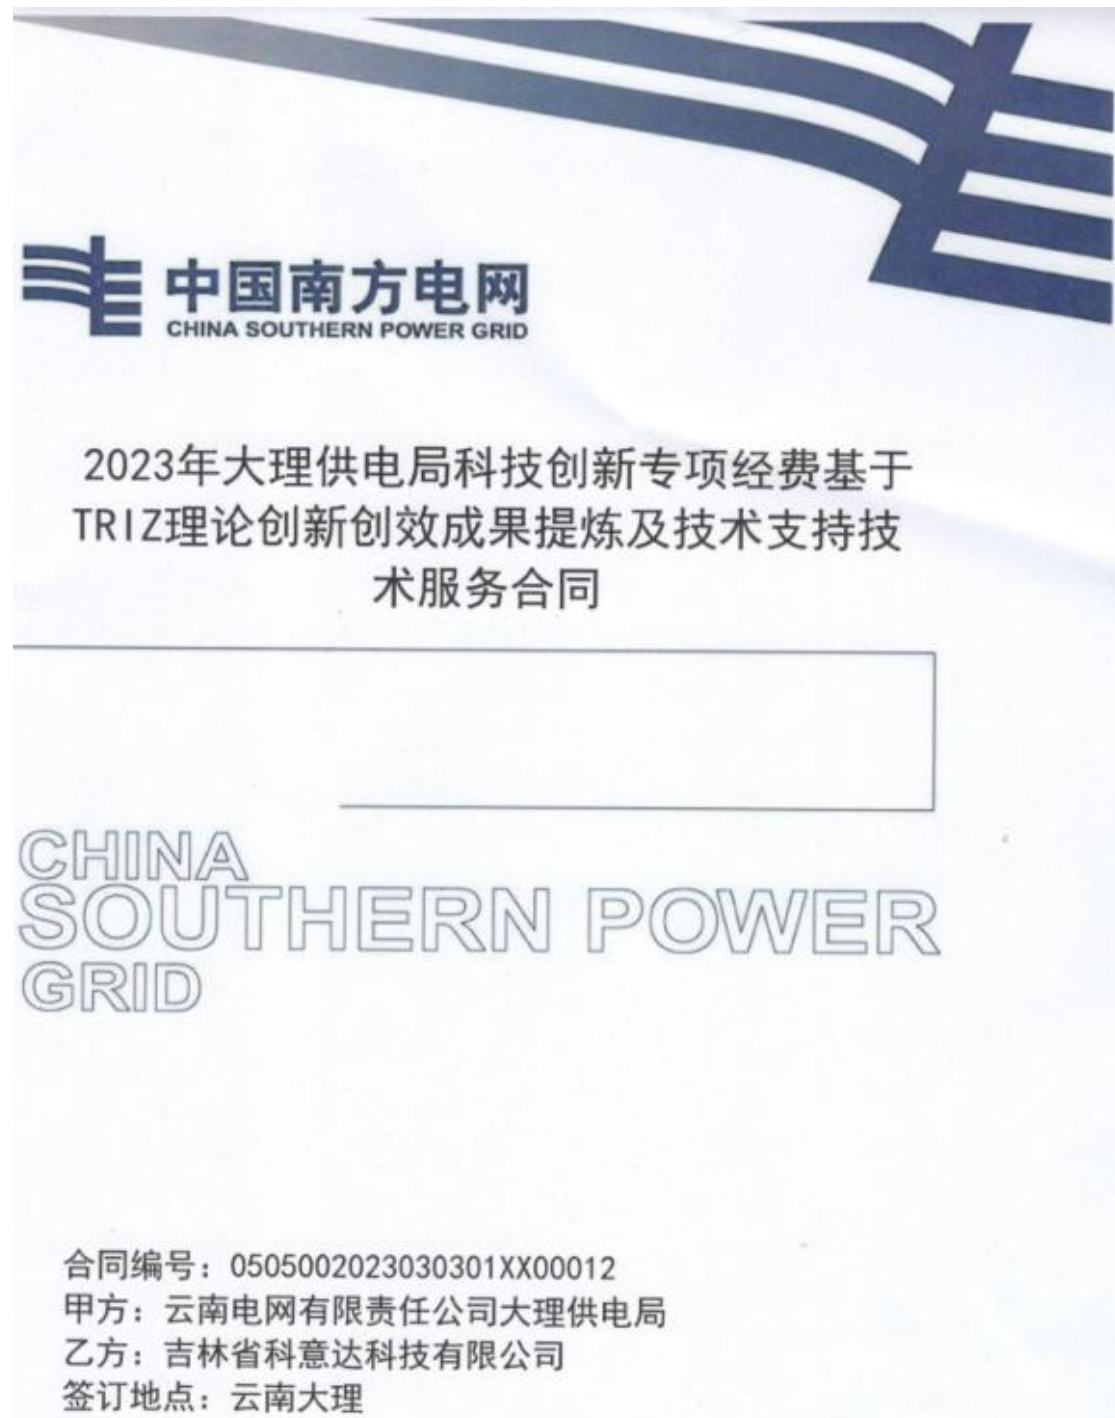 中国南方电网
CHINA SOUTHERN POWER GRID
2023年大理供电局科技创新专项经费基于
TRIZ理论创新创效成果提炼及技术支持技
术服务合同
CHINA
SOUTHERN POWER
GRID
合同编号：0505002023030301XX00012
甲方：云南电网有限责任公司大理供电局
乙方：吉林省科意达科技有限公司
签订地点：云南大理